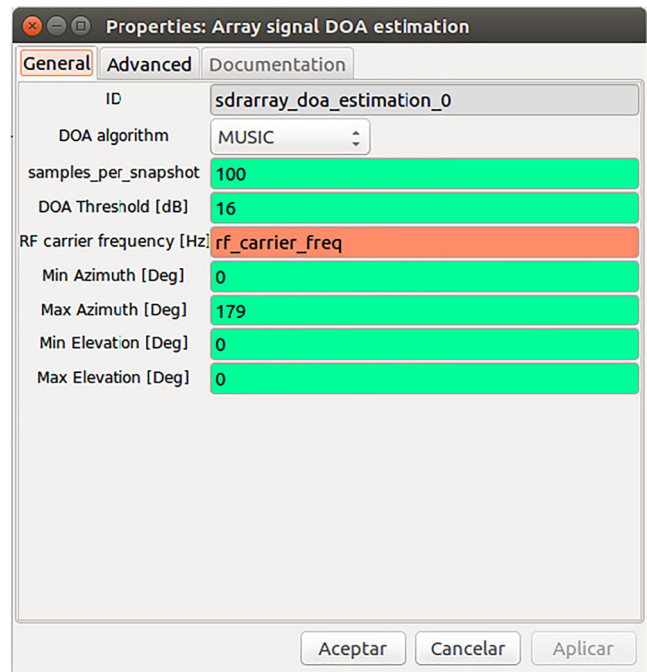 Properties: Array signal DOA estimation
General Advanced Documentation
ID sdrarray_doa_estimation_0
DOA algorithm MUSIC
samples_per_snapshot 100
DOA Threshold [dB] 16
RF carrier frequency [Hz] rf_carrier_freq
Min Azimuth [Deg] 0
Max Azimuth [Deg] 179
Min Elevation [Deg] 0
Max Elevation [Deg] 0
Aceptar Cancelar Aplicar